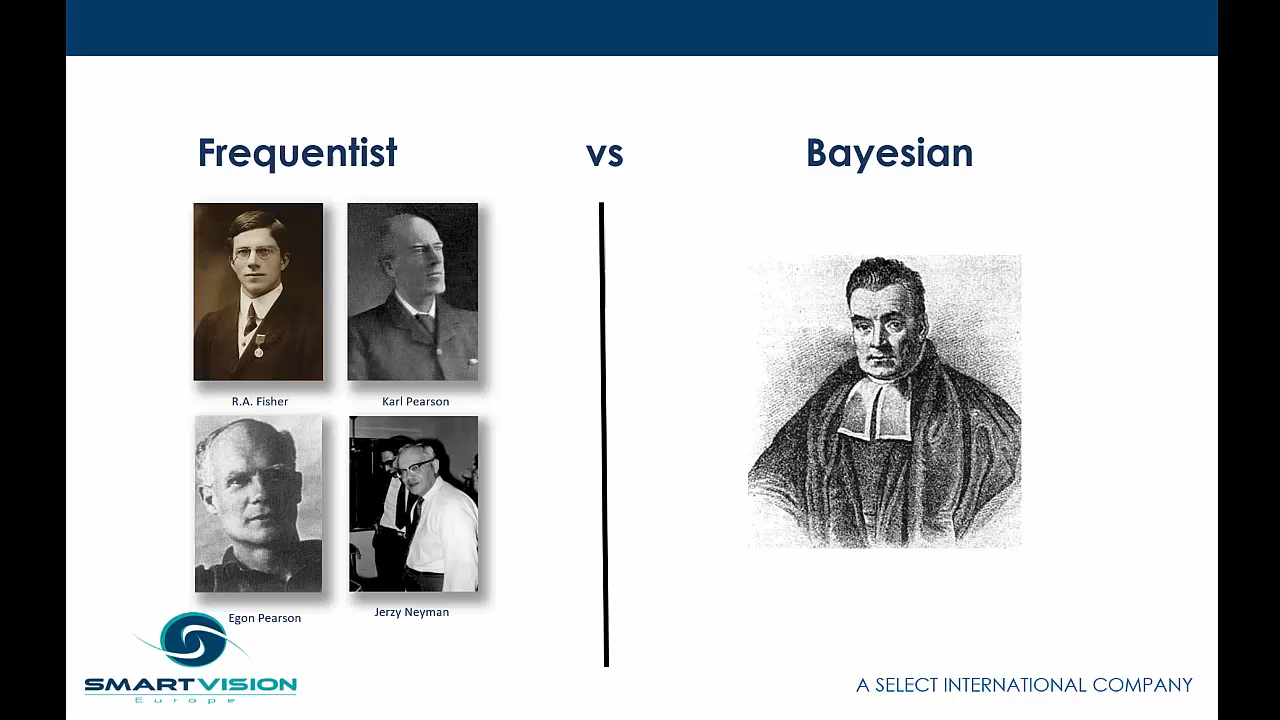 Frequentist vs Bayesian
R.A. Fisher
Karl Pearson
Egon Pearson
Jerzy Neyman
SMARTVISION
Europe
A SELECT INTERNATIONAL COMPANY